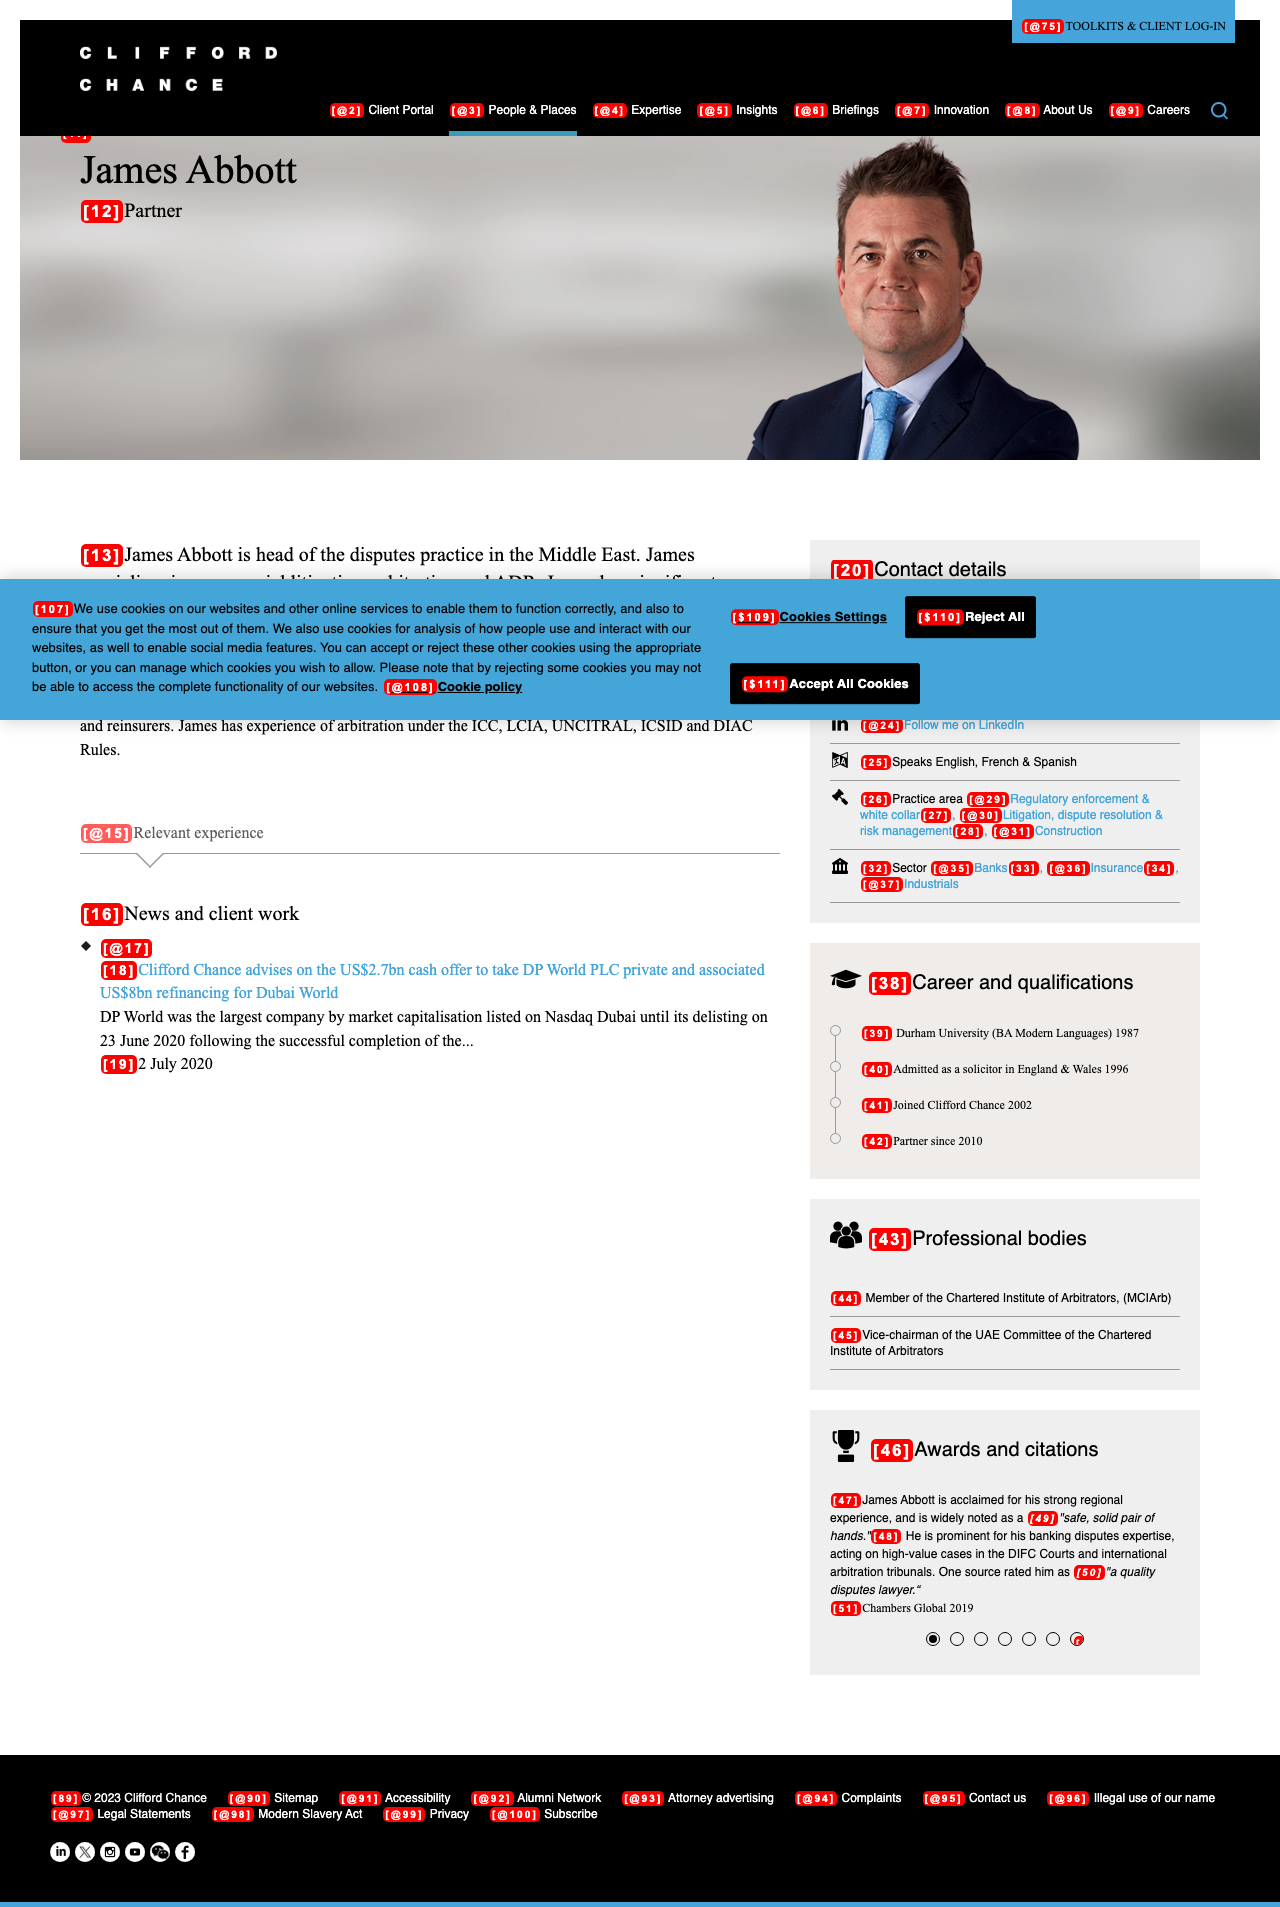 [@75] TOOLKITS & CLIENT LOG-IN
CLIFFORD
CHANCE
[@2] Client Portal [@3] People & Places [@4] Expertise [@5] Insights [@6] Briefings [@7] Innovation [@8] About Us [@9] Careers
James Abbott
[12] Partner
[13] James Abbott is head of the disputes practice in the Middle East. James
[20] Contact details
[107] We use cookies on our websites and other online services to enable them to function correctly, and also to
ensure that you get the most out of them. We also use cookies for analysis of how people use and interact with our
websites, as well to enable social media features. You can accept or reject these other cookies using the appropriate
button, or you can manage which cookies you wish to allow. Please note that by rejecting some cookies you may not
be able to access the complete functionality of our websites. [@108] Cookie policy
[$109] Cookies Settings [$110] Reject All
[$111] Accept All Cookies
and reinsurers. James has experience of arbitration under the ICC, LCIA, UNCITRAL, ICSID and DIAC
Rules.
[@15] Relevant experience
[16] News and client work
[@17]
[18] Clifford Chance advises on the US$2.7bn cash offer to take DP World PLC private and associated
US$8bn refinancing for Dubai World
DP World was the largest company by market capitalisation listed on Nasdaq Dubai until its delisting on
23 June 2020 following the successful completion of the...
[19] 2 July 2020
[@24] Follow me on LinkedIn
[25] Speaks English, French & Spanish
[26] Practice area [@29] Regulatory enforcement &
white collar [27] , [@30] Litigation, dispute resolution &
risk management [28] , [@31] Construction
[32] Sector [@35] Banks [33] , [@36] Insurance [34] ,
[@37] Industrials
[38] Career and qualifications
[39] Durham University (BA Modern Languages) 1987
[40] Admitted as a solicitor in England & Wales 1996
[41] Joined Clifford Chance 2002
[42] Partner since 2010
[43] Professional bodies
[44] Member of the Chartered Institute of Arbitrators, (MCIArb)
[45] Vice-chairman of the UAE Committee of the Chartered
Institute of Arbitrators
[46] Awards and citations
[47] James Abbott is acclaimed for his strong regional
experience, and is widely noted as a [49] "safe, solid pair of
hands." [48] He is prominent for his banking disputes expertise,
acting on high-value cases in the DIFC Courts and international
arbitration tribunals. One source rated him as [50] "a quality
disputes lawyer.“
[51] Chambers Global 2019
[89] © 2023 Clifford Chance [@90] Sitemap [@91] Accessibility [@92] Alumni Network [@93] Attorney advertising [@94] Complaints [@95] Contact us [@96] Illegal use of our name
[@97] Legal Statements [@98] Modern Slavery Act [@99] Privacy [@100] Subscribe